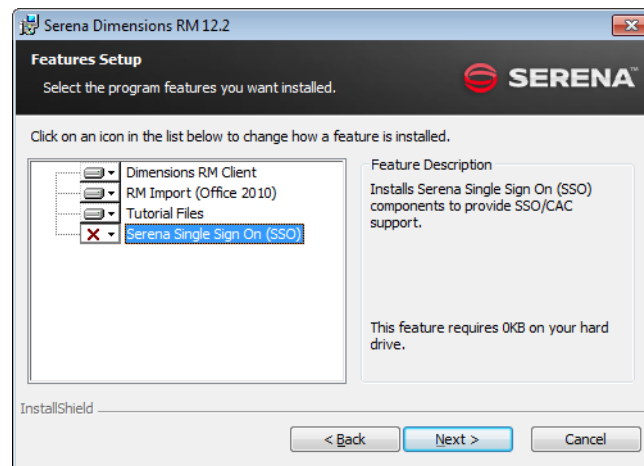 Serena Dimensions RM 12.2
Features Setup
Select the program features you want installed.
SERENA™
Click on an icon in the list below to change how a feature is installed.
Dimensions RM Client
RM Import (Office 2010)
Tutorial Files
Serena Single Sign On (SSO)
Feature Description
Installs Serena Single Sign On (SSO)
components to provide SSO/CAC
support.
This feature requires 0KB on your hard
drive.
InstallShield
< Back
Next >
Cancel